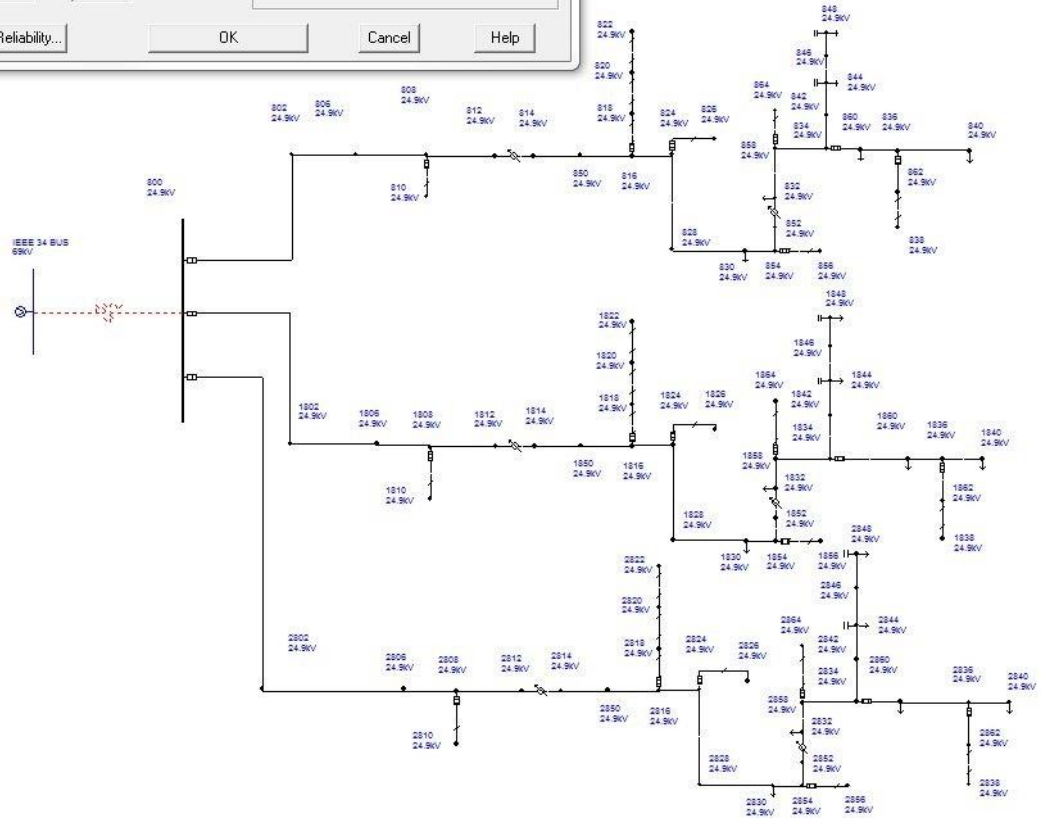 Reliability...
OK
Cancel
Help
IEEE 34 BUS
69kV
800
24.9kV
802
24.9kV
806
24.9kV
808
24.9kV
810
24.9kV
812
24.9kV
814
24.9kV
850
24.9kV
816
24.9kV
818
24.9kV
820
24.9kV
822
24.9kV
824
24.9kV
826
24.9kV
828
24.9kV
830
24.9kV
854
24.9kV
856
24.9kV
852
24.9kV
832
24.9kV
858
24.9kV
864
24.9kV
834
24.9kV
842
24.9kV
844
24.9kV
846
24.9kV
848
24.9kV
860
24.9kV
836
24.9kV
840
24.9kV
862
24.9kV
838
24.9kV
1802
24.9kV
1806
24.9kV
1808
24.9kV
1810
24.9kV
1812
24.9kV
1814
24.9kV
1850
24.9kV
1816
24.9kV
1818
24.9kV
1820
24.9kV
1822
24.9kV
1824
24.9kV
1826
24.9kV
1828
24.9kV
1830
24.9kV
1854
24.9kV
1856
24.9kV
1852
24.9kV
1832
24.9kV
1858
24.9kV
1864
24.9kV
1834
24.9kV
1842
24.9kV
1844
24.9kV
1846
24.9kV
1848
24.9kV
1860
24.9kV
1836
24.9kV
1840
24.9kV
1862
24.9kV
1838
24.9kV
2802
24.9kV
2806
24.9kV
2808
24.9kV
2810
24.9kV
2812
24.9kV
2814
24.9kV
2850
24.9kV
2816
24.9kV
2818
24.9kV
2820
24.9kV
2822
24.9kV
2824
24.9kV
2826
24.9kV
2828
24.9kV
2830
24.9kV
2854
24.9kV
2856
24.9kV
2852
24.9kV
2832
24.9kV
2858
24.9kV
2864
24.9kV
2834
24.9kV
2842
24.9kV
2844
24.9kV
2846
24.9kV
2848
24.9kV
2860
24.9kV
2836
24.9kV
2840
24.9kV
2862
24.9kV
2838
24.9kV